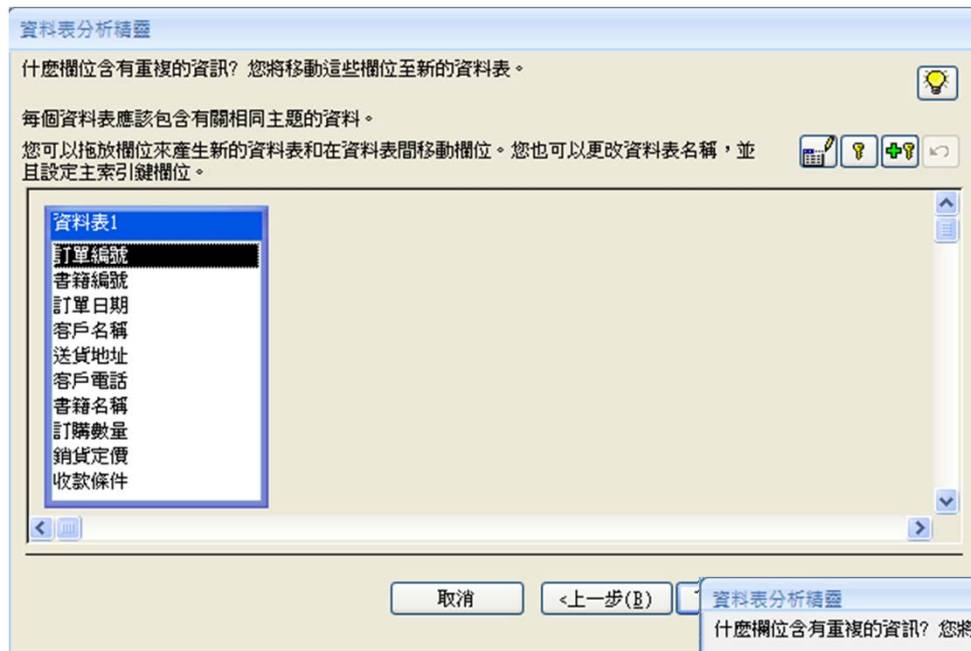 資料表分析精靈
什麼欄位含有重複的資訊? 您將移動這些欄位至新的資料表。
每個資料表應該包含有關相同主題的資料。
您可以拖放欄位來產生新的資料表和在資料表間移動欄位。您也可以更改資料表名稱，並
且設定主索引鍵欄位。
資料表1
訂單編號
書籍編號
訂單日期
客戶名稱
送貨地址
客戶電話
書籍名稱
訂購數量
銷貨定價
收款條件
取消
<上一步(B)
資料表分析精靈
什麼欄位含有重複的資訊? 您將